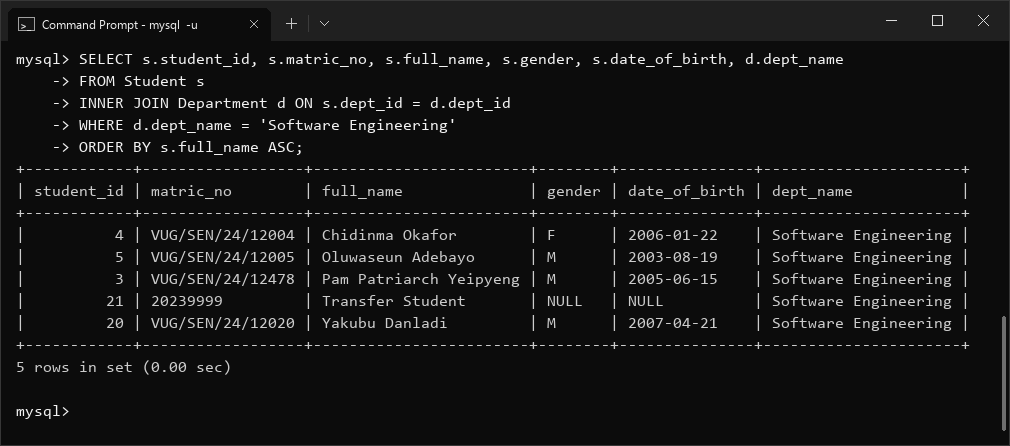 Command Prompt - mysql  -u
mysql> SELECT s.student_id, s.matric_no, s.full_name, s.gender, s.date_of_birth, d.dept_name
    -> FROM Student s
    -> INNER JOIN Department d ON s.dept_id = d.dept_id
    -> WHERE d.dept_name = 'Software Engineering'
    -> ORDER BY s.full_name ASC;
+------------+------------------+------------------------+--------+---------------+----------------------+
| student_id | matric_no        | full_name              | gender | date_of_birth | dept_name            |
+------------+------------------+------------------------+--------+---------------+----------------------+
|          4 | VUG/SEN/24/12004 | Chidinma Okafor        | F      | 2006-01-22    | Software Engineering |
|          5 | VUG/SEN/24/12005 | Oluwaseun Adebayo      | M      | 2003-08-19    | Software Engineering |
|          3 | VUG/SEN/24/12478 | Pam Patriarch Yeipyeng | M      | 2005-06-15    | Software Engineering |
|         21 | 20239999         | Transfer Student       | NULL   | NULL          | Software Engineering |
|         20 | VUG/SEN/24/12020 | Yakubu Danladi         | M      | 2007-04-21    | Software Engineering |
+------------+------------------+------------------------+--------+---------------+----------------------+
5 rows in set (0.00 sec)
mysql>